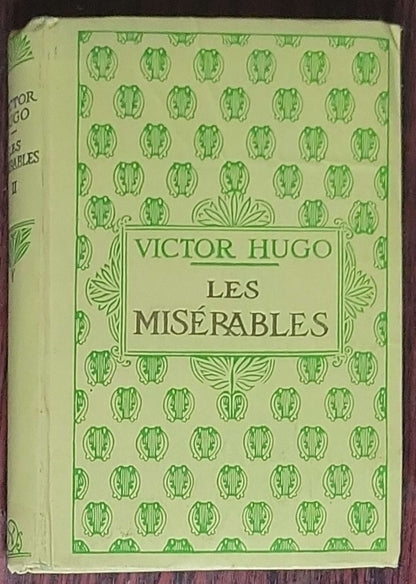 VICTOR HUGO
LES
MISÉRABLES
II
VICTOR HUGO
LES
MISÉRABLES